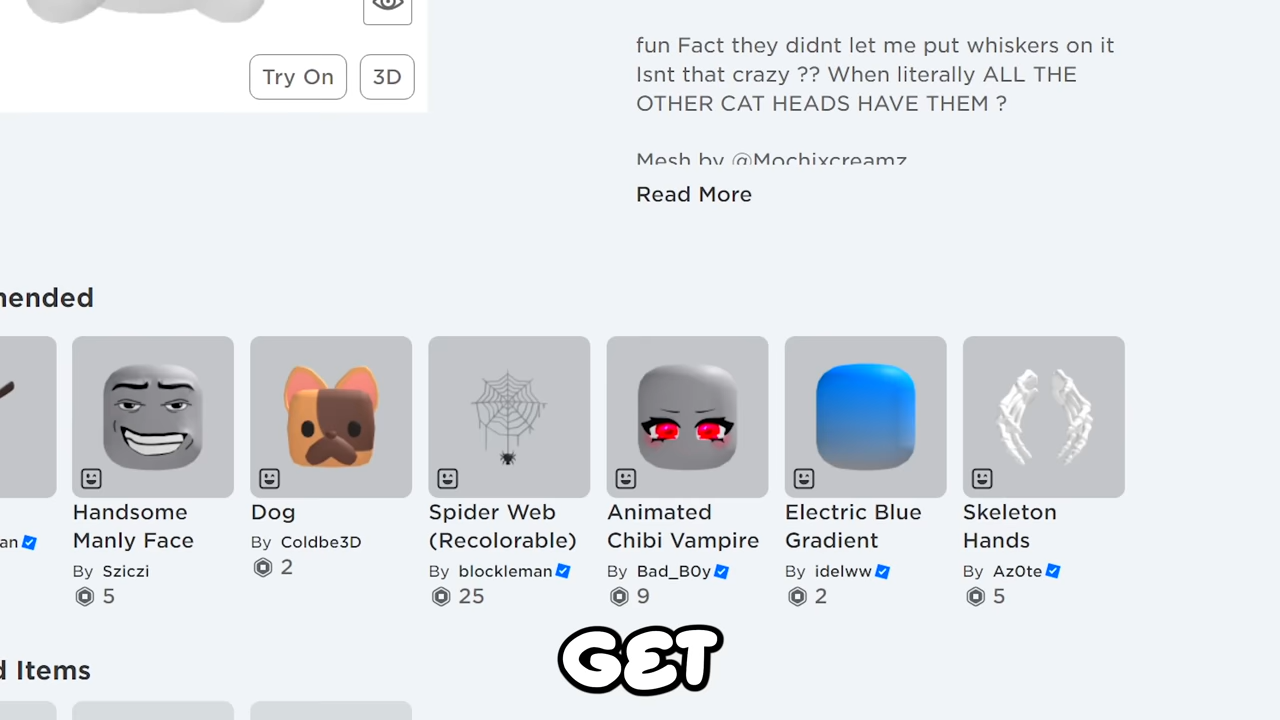 Try On
3D
fun Fact they didnt let me put whiskers on it
Isnt that crazy ?? When literally ALL THE
OTHER CAT HEADS HAVE THEM ?
Mesh by @Mochixcreamz
Read More
nended
an
Handsome
Manly Face
By Sziczi
5
Dog
By Coldbe3D
2
Spider Web
(Recolorable)
By blockleman
25
Animated
Chibi Vampire
By Bad_B0y
9
Electric Blue
Gradient
By idelww
2
Skeleton
Hands
By Az0te
5
GET
d Items